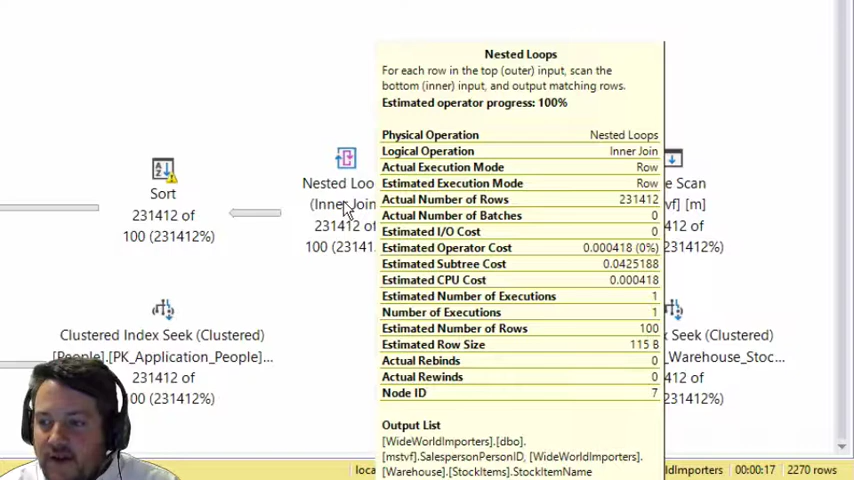 Nested Loops
For each row in the top (outer) input, scan the
bottom (inner) input, and output matching rows.
Estimated operator progress: 100%
Physical Operation Nested Loops
Logical Operation Inner Join
Actual Execution Mode Row
Estimated Execution Mode Row
Actual Number of Rows 231412
Actual Number of Batches 0
Estimated I/O Cost 0
Estimated Operator Cost 0.000418 (0%)
Estimated Subtree Cost 0.0425188
Estimated CPU Cost 0.000418
Estimated Number of Executions 1
Number of Executions 1
Estimated Number of Rows 100
Estimated Row Size 115 B
Actual Rebinds 0
Actual Rewinds 0
Node ID 7
Output List
[WideWorldImporters].[dbo].
[mstvf].SalespersonPersonID, [WideWorldImporters].
[Warehouse].[StockItems].StockItemName
Sort
231412 of
100 (231412%)
Nested Loo
(Inner Join
231412 of
100 (23141
e Scan
vf] [m]
412 of
412%)
Clustered Index Seek (Clustered)
[People].[PK_Application_People]...
231412 of
100 (231412%)
x Seek (Clustered)
_Warehouse_Stoc...
412 of
412%)
loca
ldImporters 00:00:17 2270 rows